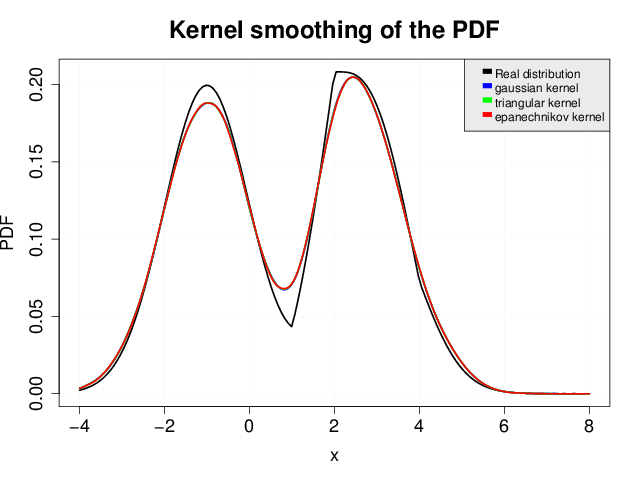 Kernel smoothing of the PDF
Real distribution
gaussian kernel
triangular kernel
epanechnikov kernel
PDF
0.20
0.15
0.10
0.05
0.00
−4 −2 0 2 4 6 8
x